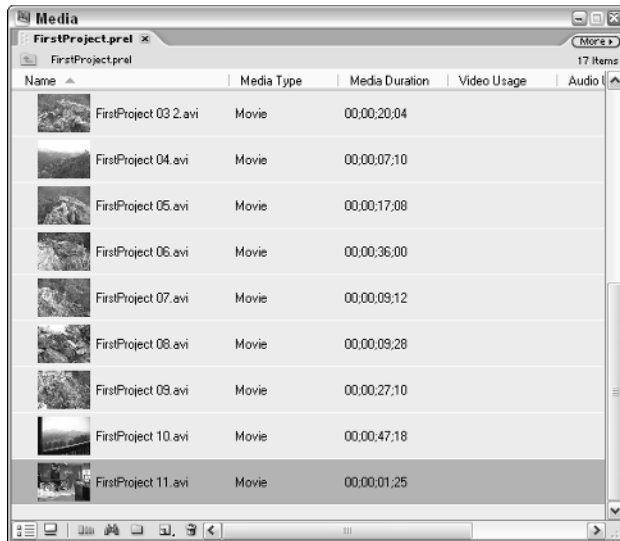 Media
FirstProject.prel
More
FirstProject.prel
17 Items
Name Media Type Media Duration Video Usage Audio U
FirstProject 03 2.avi Movie 00;00;20;04
FirstProject 04.avi Movie 00;00;07;10
FirstProject 05.avi Movie 00;00;17;08
FirstProject 06.avi Movie 00;00;36;00
FirstProject 07.avi Movie 00;00;09;12
FirstProject 08.avi Movie 00;00;09;28
FirstProject 09.avi Movie 00;00;27;10
FirstProject 10.avi Movie 00;00;47;18
FirstProject 11.avi Movie 00;00;01;25